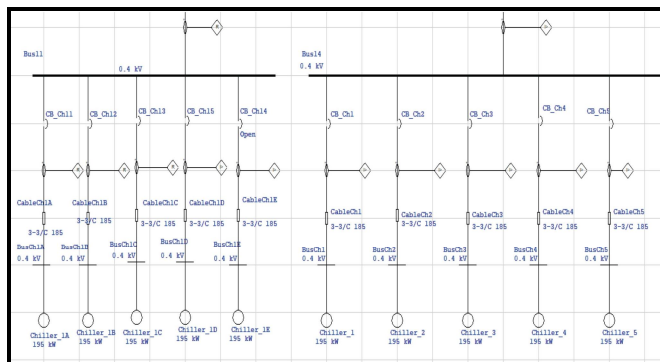 Bus11
0.4 kV
Bus14
0.4 kV
CB_Ch11
CB_Ch12
CB_Ch13
CB_Ch15
CB_Ch14
Open
CB_Ch1
CB_Ch2
CB_Ch3
CB_Ch4
CB_Ch5
CableCh1A
3-3/C 185
CableCh1B
3-3/C 185
CableCh1C
3-3/C 185
CableCh1D
3-3/C 185
CableCh1E
3-3/C 185
CableCh1
3-3/C 185
CableCh2
3-3/C 185
CableCh3
3-3/C 185
CableCh4
3-3/C 185
CableCh5
3-3/C 185
BusCh1A
0.4 kV
BusCh1B
0.4 kV
BusCh1C
0.4 kV
BusCh1D
0.4 kV
BusCh1E
0.4 kV
BusCh1
0.4 kV
BusCh2
0.4 kV
BusCh3
0.4 kV
BusCh4
0.4 kV
BusCh5
0.4 kV
Chiller_1A
195 kW
Chiller_1B
195 kW
Chiller_1C
195 kW
Chiller_1D
195 kW
Chiller_1E
195 kW
Chiller_1
195 kW
Chiller_2
195 kW
Chiller_3
195 kW
Chiller_4
195 kW
Chiller_5
195 kW